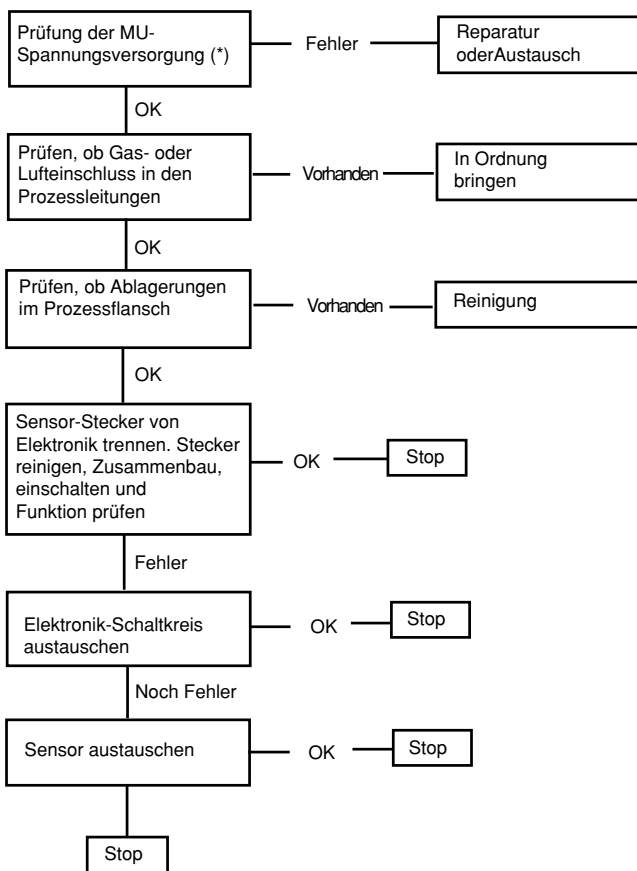 Prüfung der MU-
Spannungsversorgung (*)
Fehler
Reparatur
oderAustausch
OK
Prüfen, ob Gas- oder
Lufteinschluss in den
Prozessleitungen
Vorhanden
In Ordnung
bringen
OK
Prüfen, ob Ablagerungen
im Prozessflansch
Vorhanden
Reinigung
OK
Sensor-Stecker von
Elektronik trennen. Stecker
reinigen, Zusammenbau,
einschalten und
Funktion prüfen
OK
Stop
Fehler
Elektronik-Schaltkreis
austauschen
OK
Stop
Noch Fehler
Sensor austauschen
OK
Stop
Stop